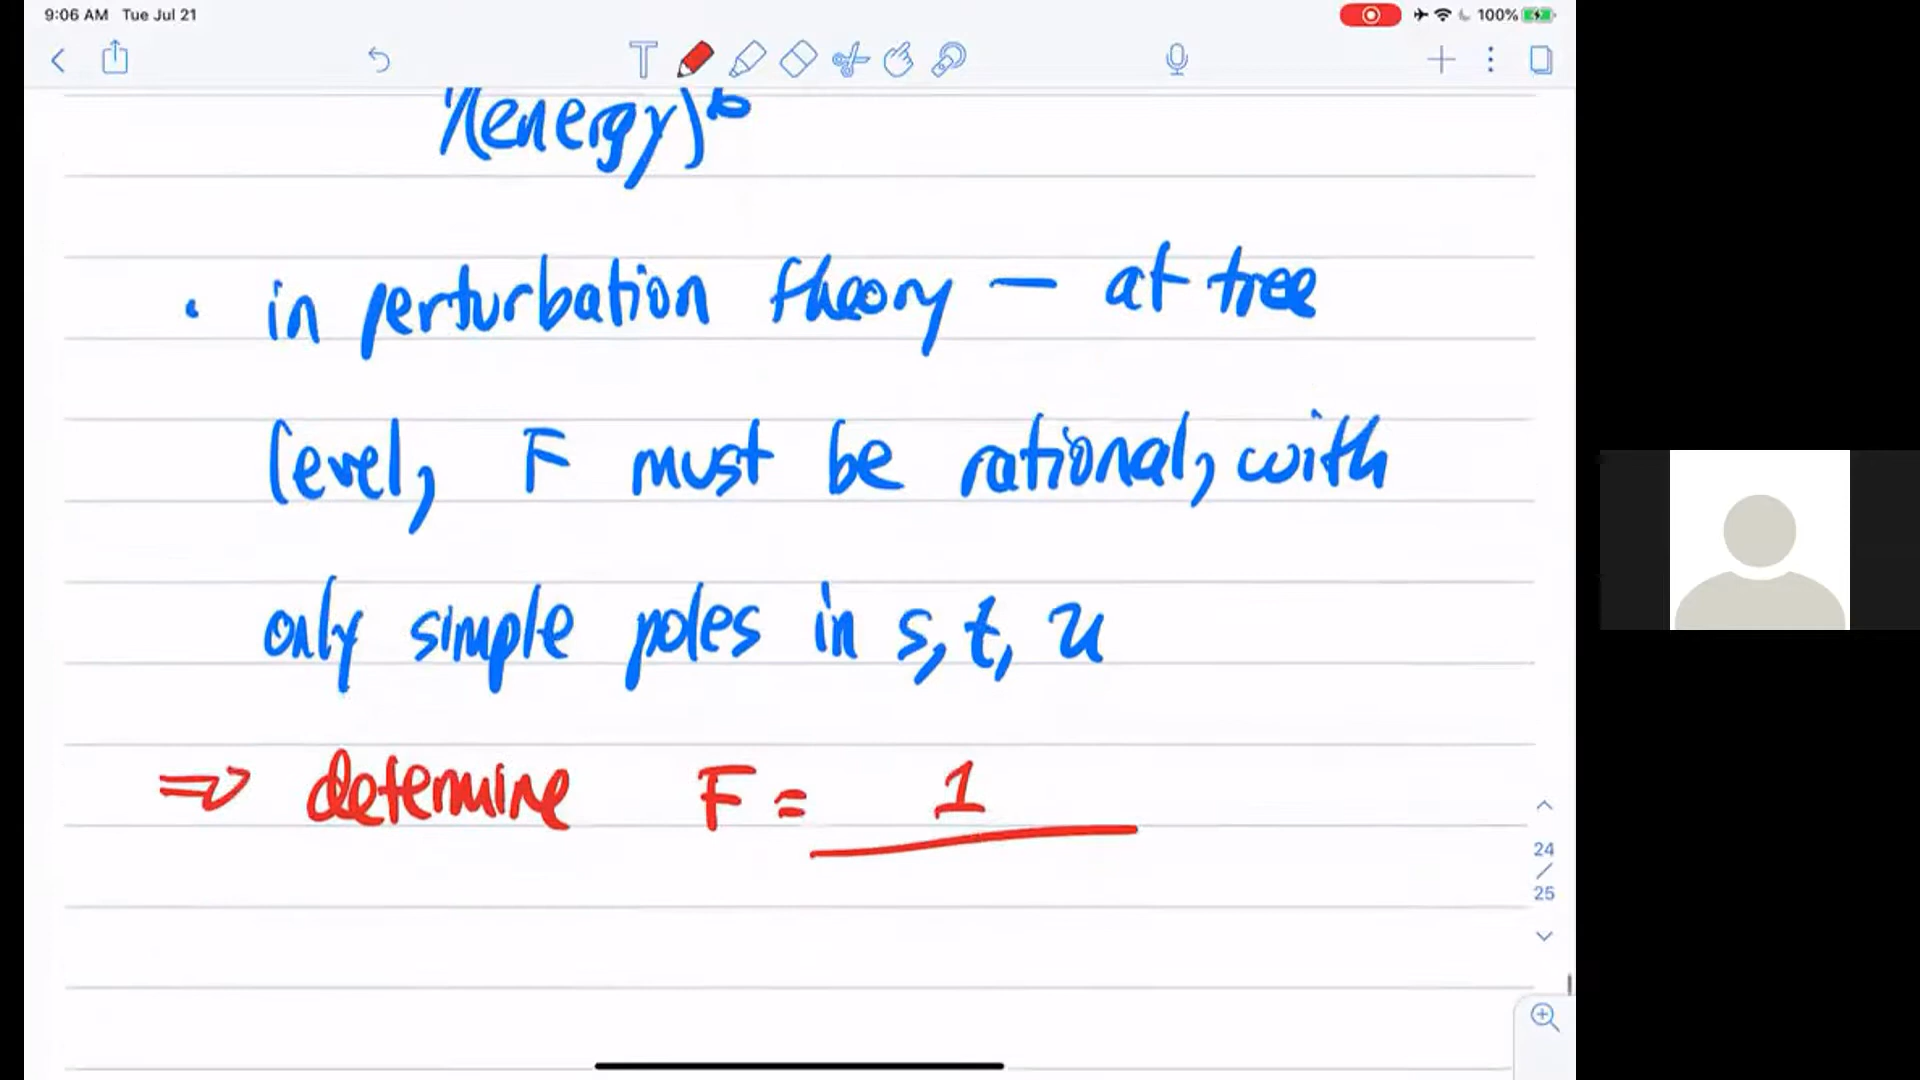 9:06 AM Tue Jul 21
100%
T
1/(energy)^6
· in perturbation theory — at tree
level, F must be rational, with
only simple poles in s, t, u
⇒ determine F = 1
24
/
25